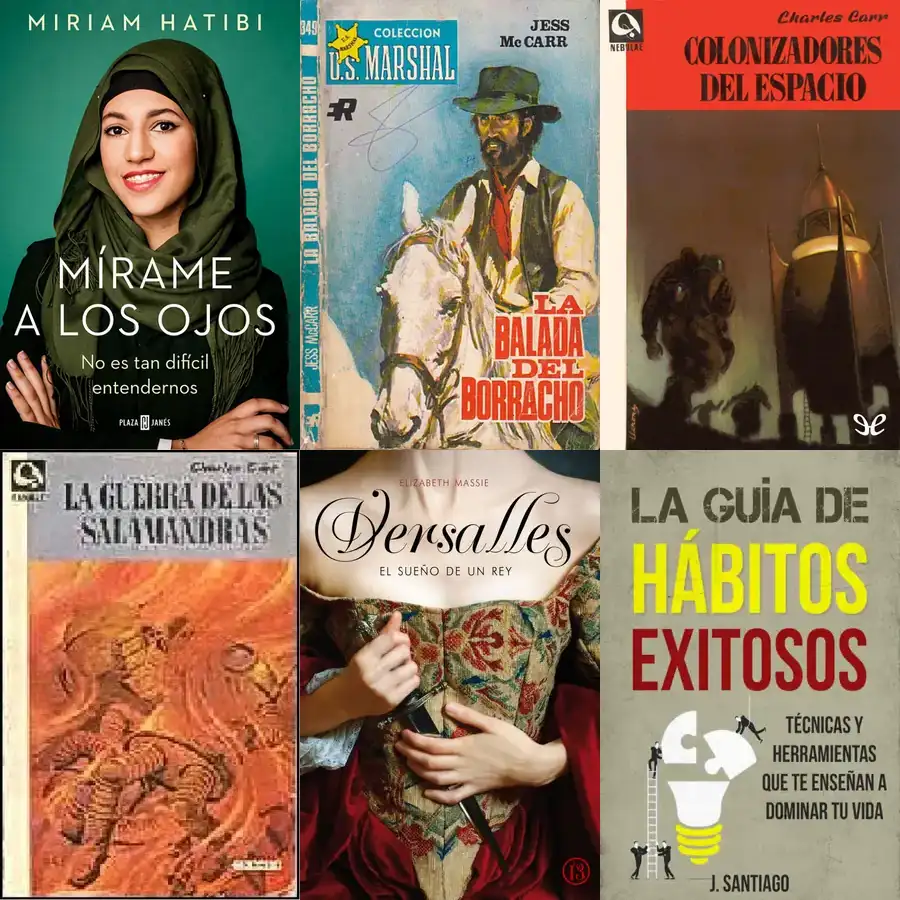 MIRIAM HATIBI
MÍRAME
A LOS OJOS
No es tan difícil
entendernos
PLAZA JANÉS
349
LA BALADA DEL BORRACHO
JESS McCARR
U.S. MARSHAL
COLECCION
U.S. MARSHAL
JESS
McCARR
R
LA
BALADA
DEL
BORRACHO
NEBULAE
Charles Carr
COLONIZADORES
DEL ESPACIO
LA GUERRA DE LAS
SALAMANDRAS
ELIZABETH MASSIE
Versalles
EL SUEÑO DE UN REY
13
LA GUÍA DE
HÁBITOS
EXITOSOS
TÉCNICAS Y
HERRAMIENTAS
QUE TE ENSEÑAN A
DOMINAR TU VIDA
J. SANTIAGO